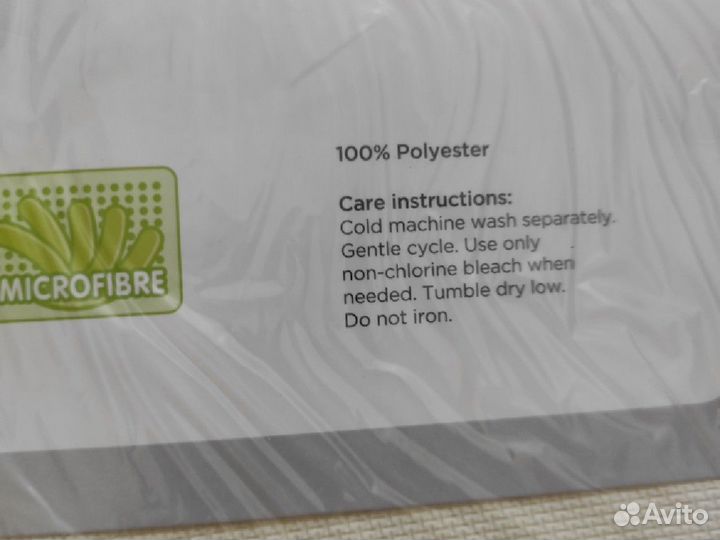 100% Polyester
Care instructions:
Cold machine wash separately.
Gentle cycle. Use only
non-chlorine bleach when
needed. Tumble dry low.
Do not iron.
MICROFIBRE
Avito